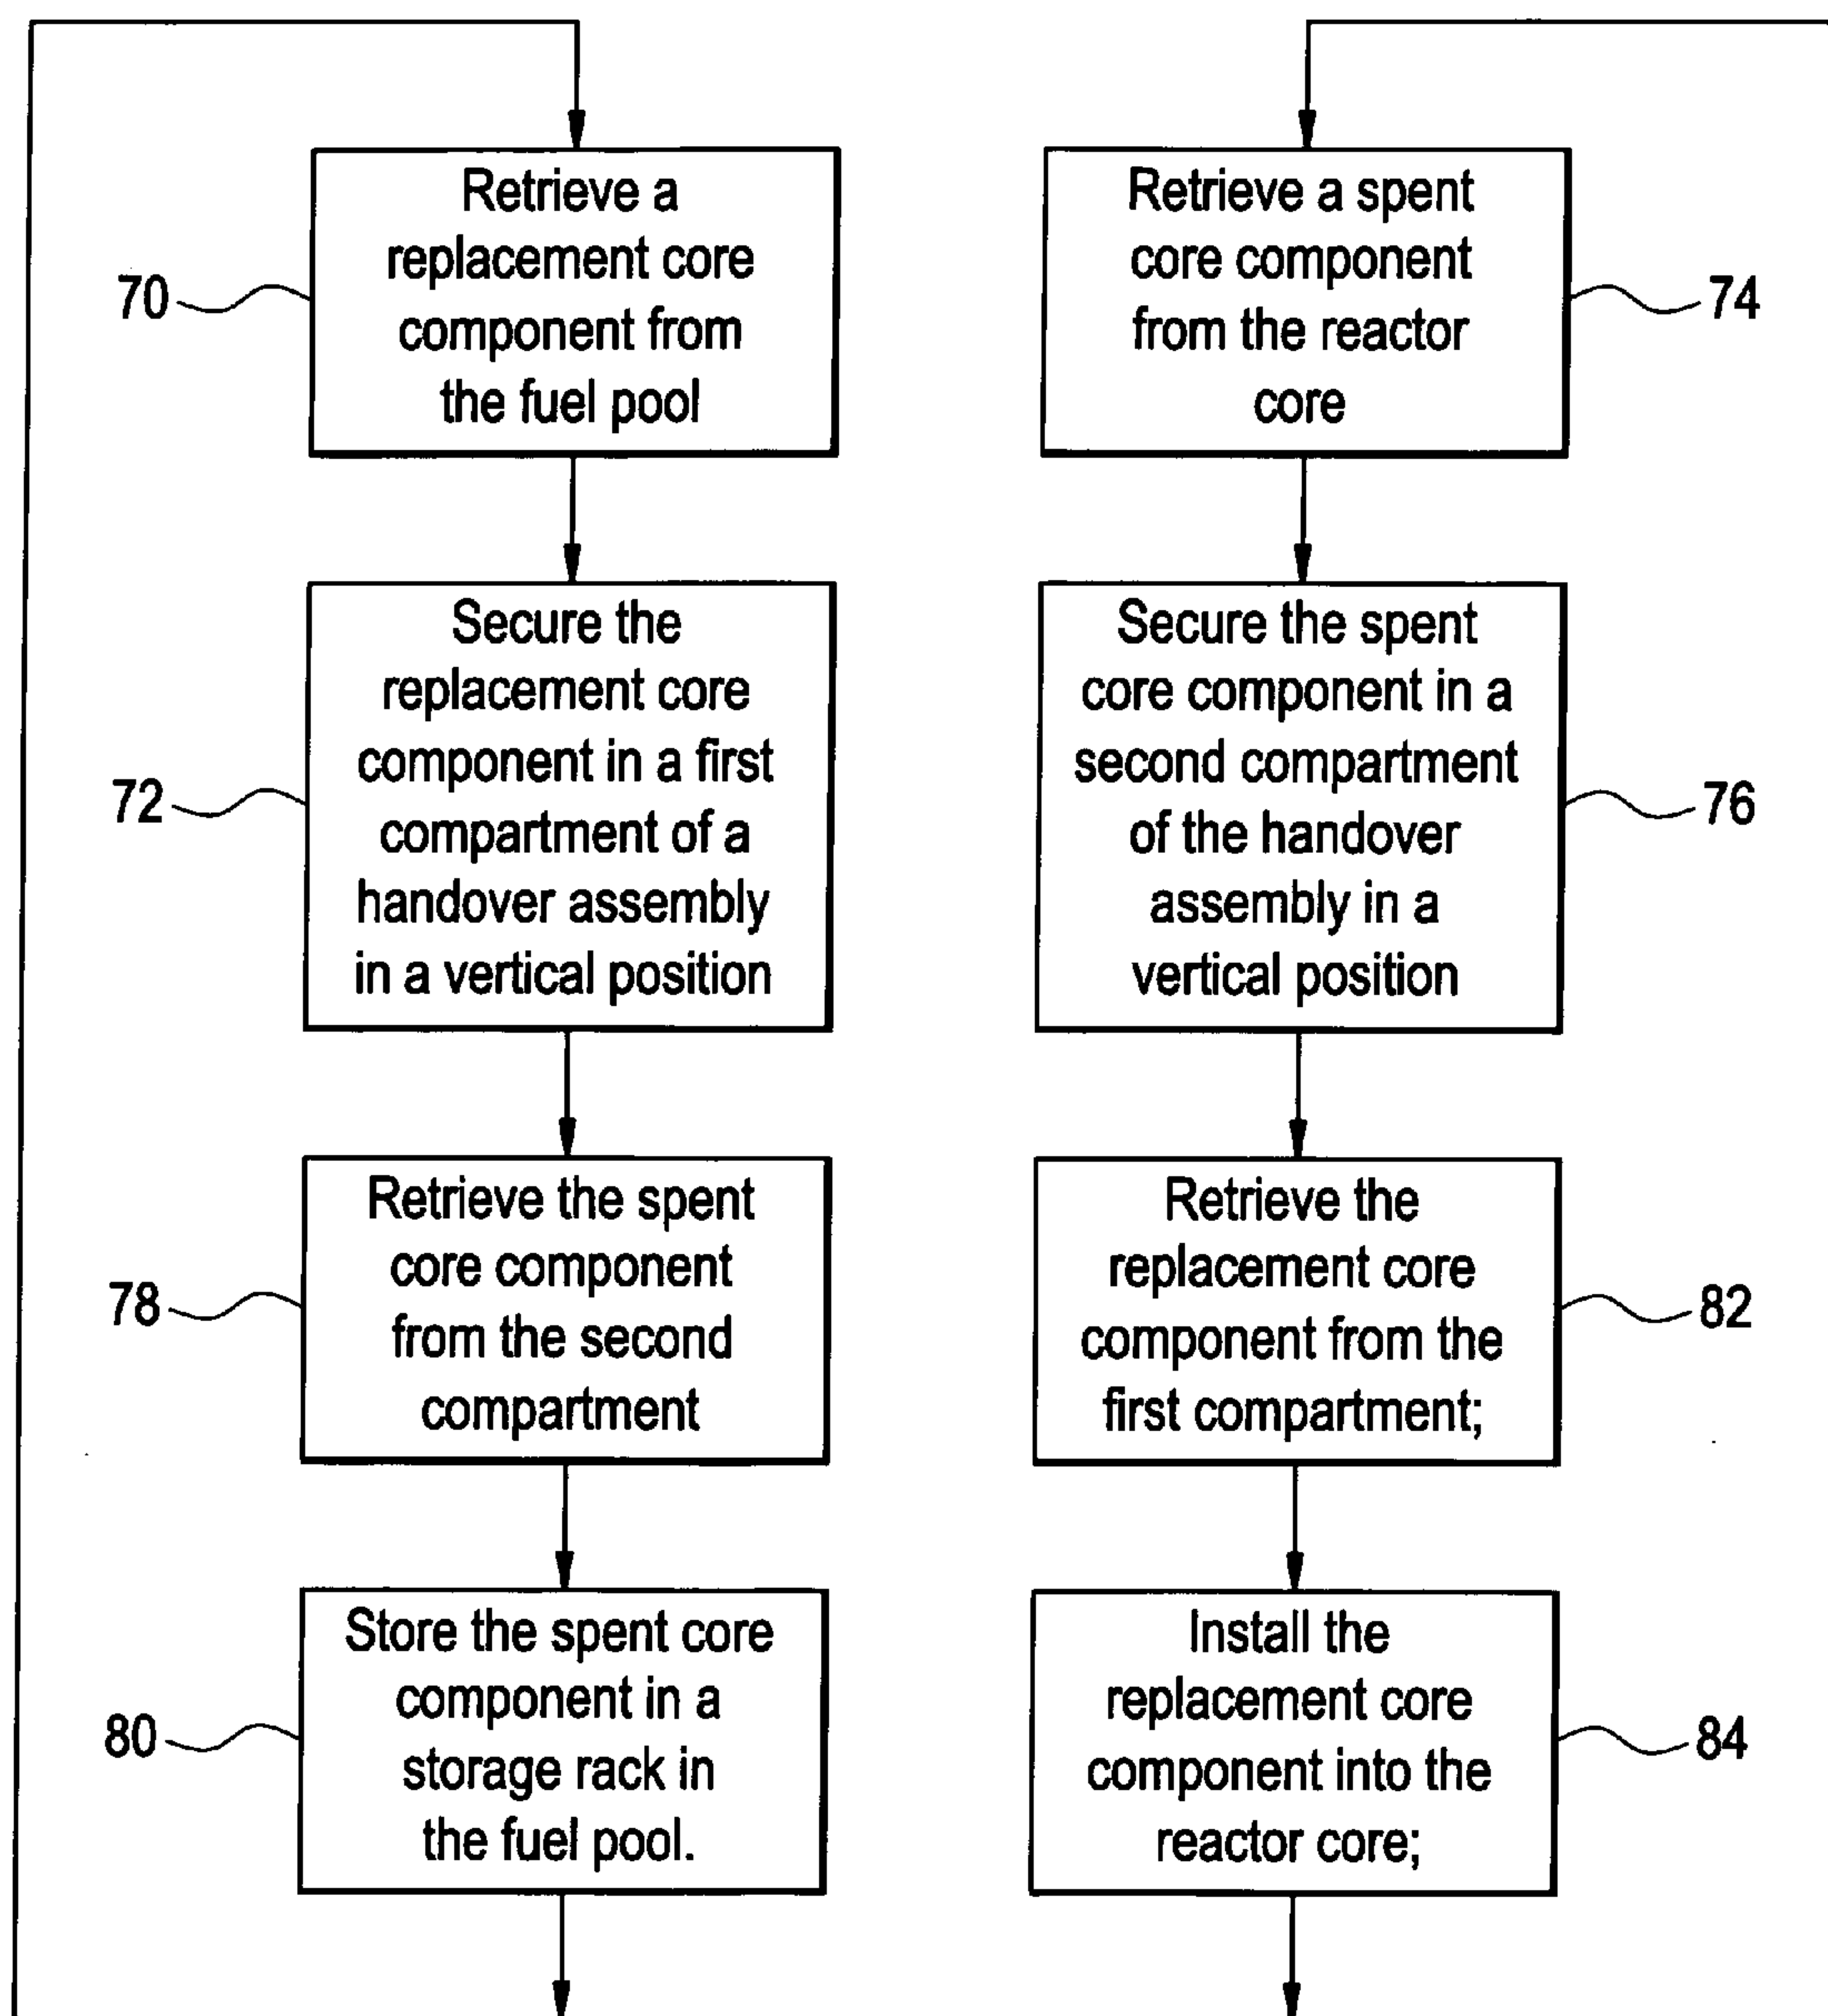 70
Retrieve a
replacement core
component from
the fuel pool
72
Secure the
replacement core
component in a first
compartment of a
handover assembly
in a vertical position
78
Retrieve the spent
core component
from the second
compartment
80
Store the spent core
component in a
storage rack in
the fuel pool.
Retrieve a spent
core component
from the reactor
core
74
Secure the spent
core component in a
second compartment
of the handover
assembly in a
vertical position
76
Retrieve the
replacement core
component from the
first compartment;
82
Install the
replacement core
component into the
reactor core;
84